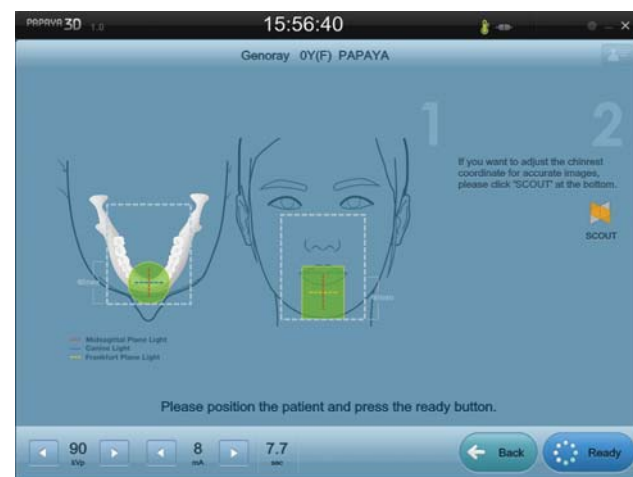 PAPAYA 3D 1.0
15:56:40
Genoray 0Y(F) PAPAYA
1
2
If you want to adjust the chinrest
coordinate for accurate images,
please click "SCOUT" at the bottom.
SCOUT
Midsagittal Plane Light
Canine Light
Frankfurt Plane Light
Please position the patient and press the ready button.
90
kVp
8
mA
7.7
sec
Back
Ready